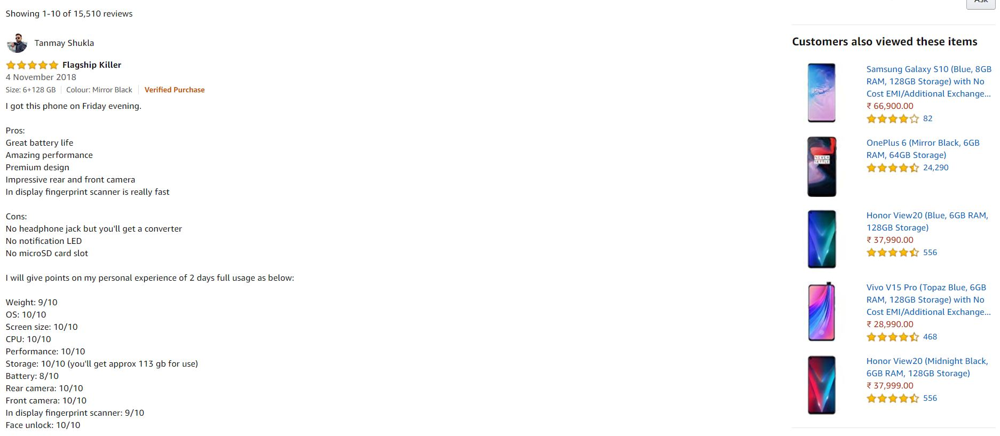 Showing 1-10 of 15,510 reviews
Tanmay Shukla
Flagship Killer
4 November 2018
Size: 6+128 GB | Colour: Mirror Black | Verified Purchase
I got this phone on Friday evening.
Pros:
Great battery life
Amazing performance
Premium design
Impressive rear and front camera
In display fingerprint scanner is really fast
Cons:
No headphone jack but you'll get a converter
No notification LED
No microSD card slot
I will give points on my personal experience of 2 days full usage as below:
Weight: 9/10
OS: 10/10
Screen size: 10/10
CPU: 10/10
Performance: 10/10
Storage: 10/10 (you'll get approx 113 gb for use)
Battery: 8/10
Rear camera: 10/10
Front camera: 10/10
In display fingerprint scanner: 9/10
Face unlock: 10/10
Ask
Customers also viewed these items
Samsung Galaxy S10 (Blue, 8GB
RAM, 128GB Storage) with No
Cost EMI/Additional Exchange...
₹ 66,900.00
82
NEVER
SETTLE
OnePlus 6 (Mirror Black, 6GB
RAM, 64GB Storage)
24,290
Honor View20 (Blue, 6GB RAM,
128GB Storage)
₹ 37,990.00
556
Vivo V15 Pro (Topaz Blue, 6GB
RAM, 128GB Storage) with No
Cost EMI/Additional Exchange...
₹ 28,990.00
468
Honor View20 (Midnight Black,
6GB RAM, 128GB Storage)
₹ 37,999.00
556